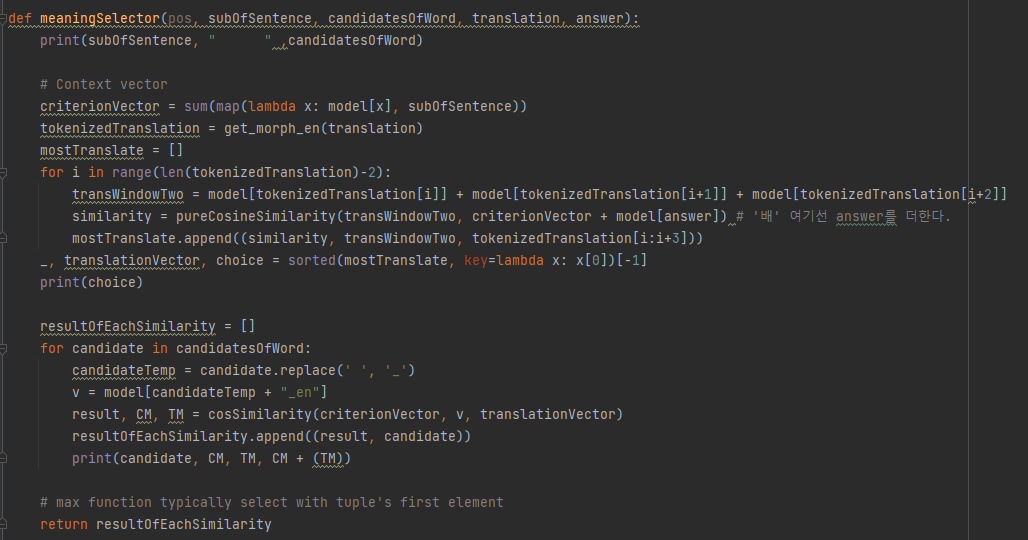 def meaningSelector(pos, subOfSentence, candidatesOfWord, translation, answer):
    print(subOfSentence, "      " ,candidatesOfWord)

    # Context vector
    criterionVector = sum(map(lambda x: model[x], subOfSentence))
    tokenizedTranslation = get_morph_en(translation)
    mostTranslate = []
    for i in range(len(tokenizedTranslation)-2):
        transWindowTwo = model[tokenizedTranslation[i]] + model[tokenizedTranslation[i+1]] + model[tokenizedTranslation[i+2]]
        similarity = pureCosineSimilarity(transWindowTwo, criterionVector + model[answer]) # '배' 여기선 answer를 더한다.
        mostTranslate.append((similarity, transWindowTwo, tokenizedTranslation[i:i+3]))
    _, translationVector, choice = sorted(mostTranslate, key=lambda x: x[0])[-1]
    print(choice)

    resultOfEachSimilarity = []
    for candidate in candidatesOfWord:
        candidateTemp = candidate.replace(' ', '_')
        v = model[candidateTemp + "_en"]
        result, CM, TM = cosSimilarity(criterionVector, v, translationVector)
        resultOfEachSimilarity.append((result, candidate))
        print(candidate, CM, TM, CM + (TM))

    # max function typically select with tuple's first element
    return resultOfEachSimilarity